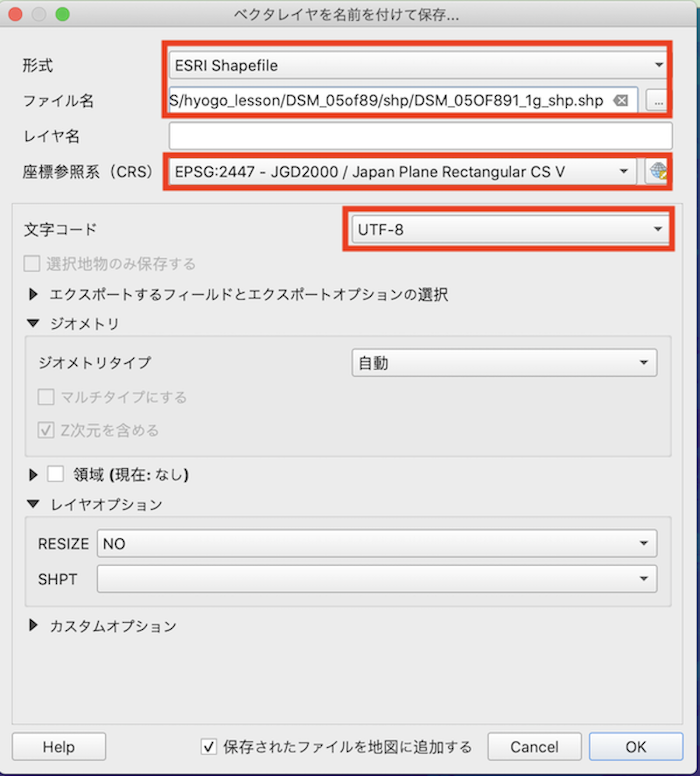 ベクタレイヤを名前を付けて保存...
形式 ESRI Shapefile
ファイル名 S/hyogo_lesson/DSM_05of89/shp/DSM_05OF891_1g_shp.shp ...
レイヤ名
座標参照系（CRS） EPSG:2447 - JGD2000 / Japan Plane Rectangular CS V
文字コード UTF-8
選択地物のみ保存する
エクスポートするフィールドとエクスポートオプションの選択
ジオメトリ
ジオメトリタイプ 自動
マルチタイプにする
Z次元を含める
領域 (現在: なし)
レイヤオプション
RESIZE NO
SHPT
カスタムオプション
Help 保存されたファイルを地図に追加する Cancel OK